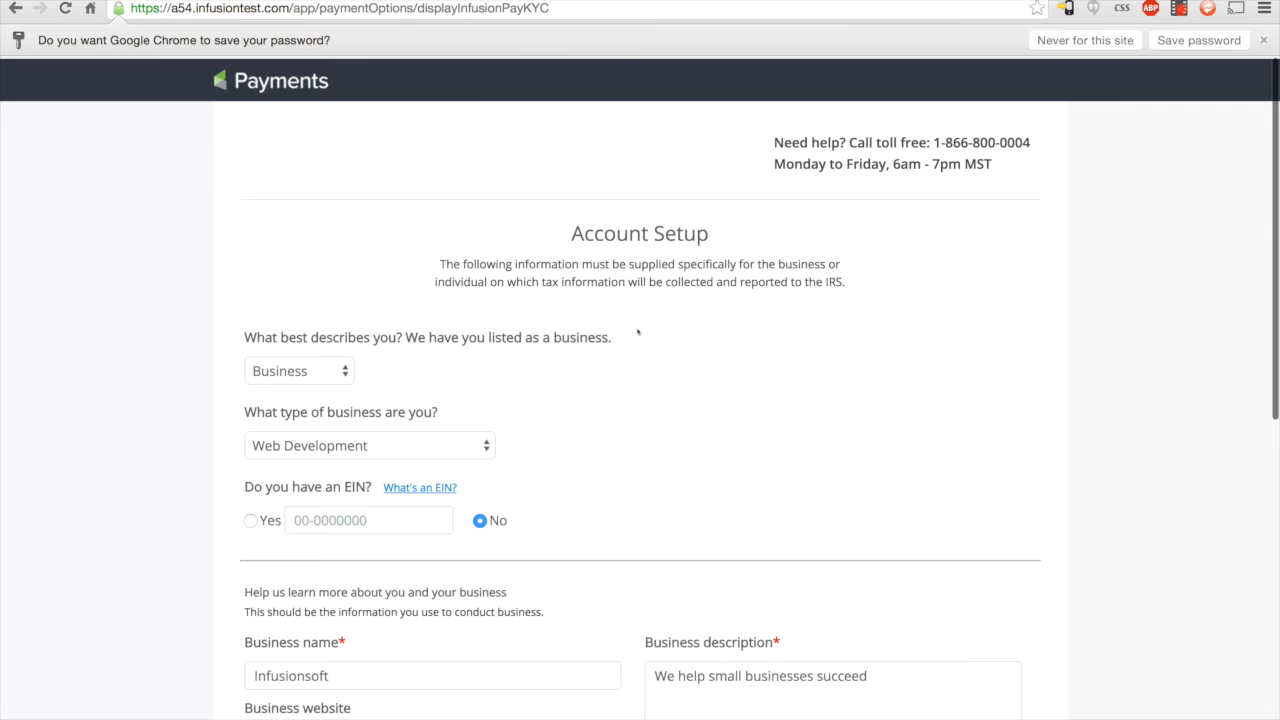 https://a54.infusiontest.com/app/paymentOptions/displayInfusionPayKYC
CSS
ABP
Do you want Google Chrome to save your password?
Never for this site
Save password
Payments
Need help? Call toll free: 1-866-800-0004
Monday to Friday, 6am - 7pm MST
Account Setup
The following information must be supplied specifically for the business or
individual on which tax information will be collected and reported to the IRS.
What best describes you? We have you listed as a business.
Business
What type of business are you?
Web Development
Do you have an EIN? What's an EIN?
Yes 00-0000000 No
Help us learn more about you and your business
This should be the information you use to conduct business.
Business name*
Business description*
Infusionsoft
We help small businesses succeed
Business website